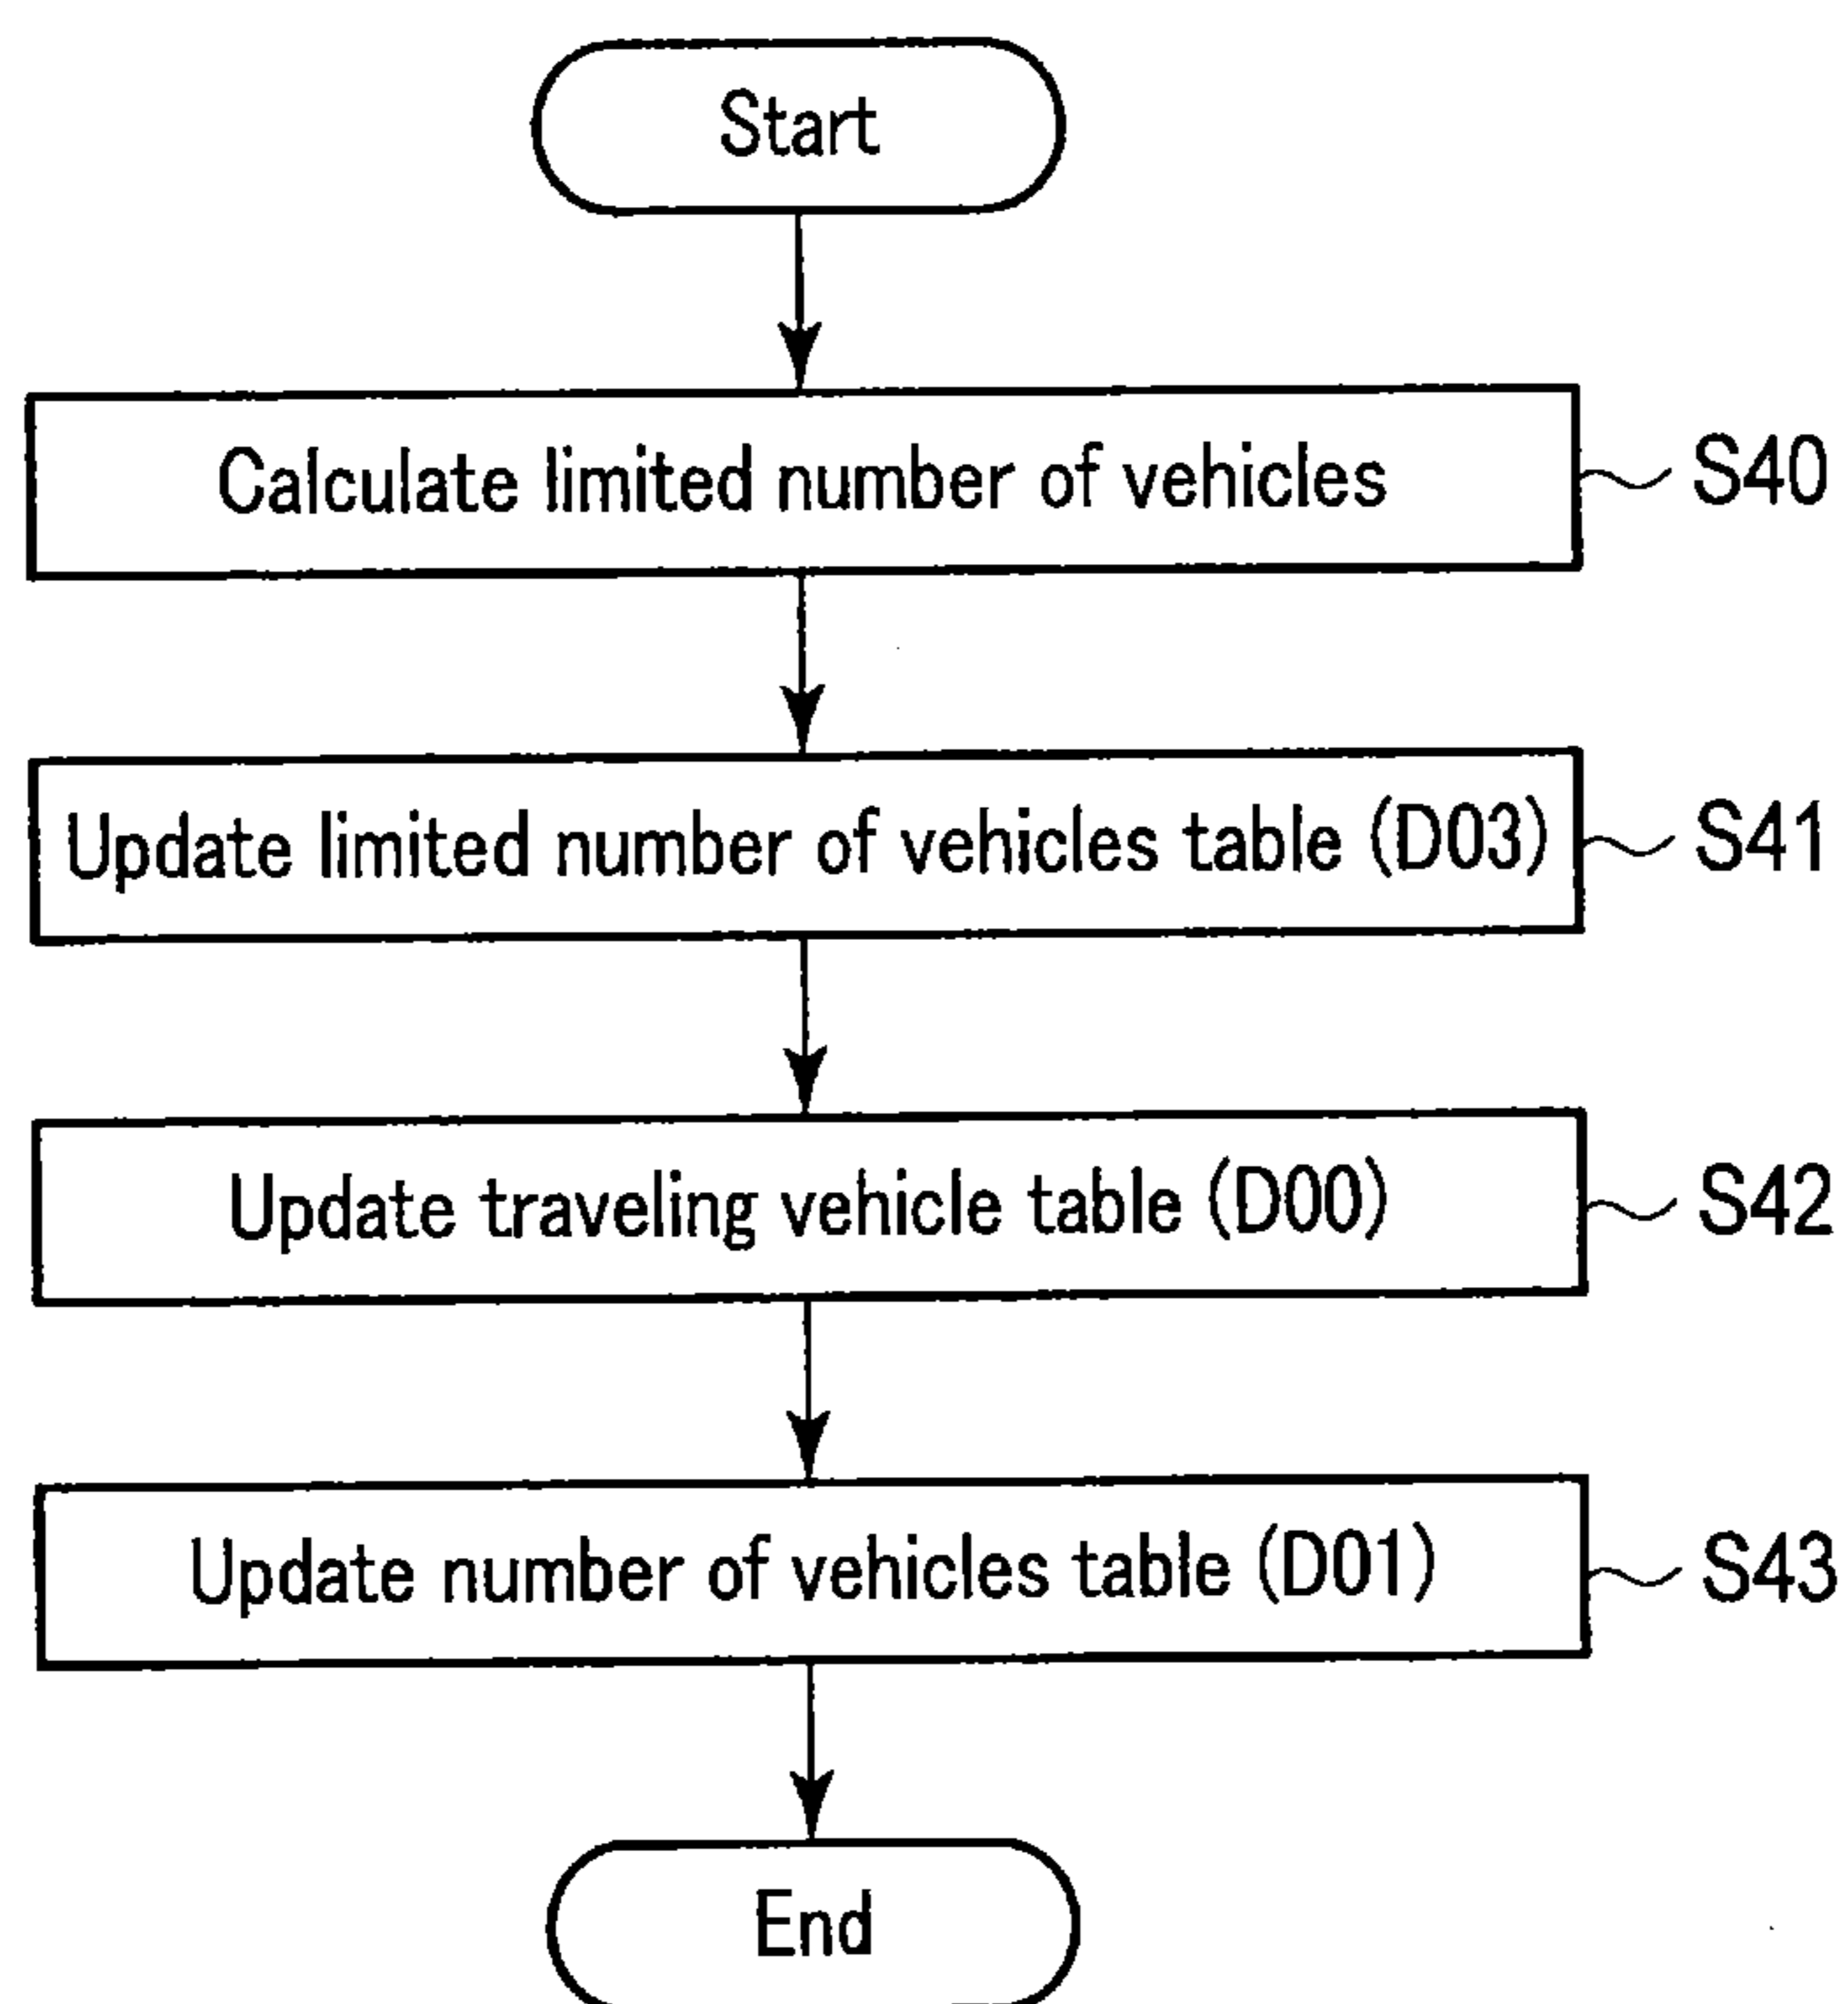 Start
Calculate limited number of vehicles S40
Update limited number of vehicles table (D03) S41
Update traveling vehicle table (D00) S42
Update number of vehicles table (D01) S43
End